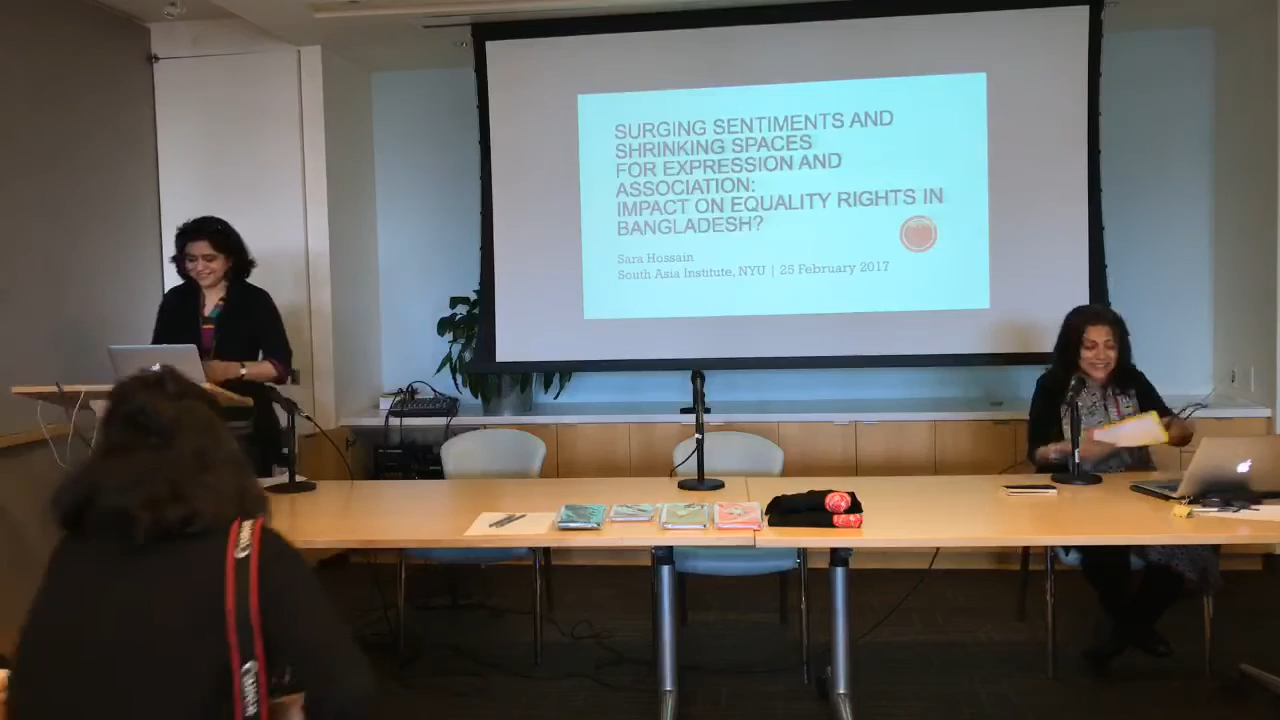 SURGING SENTIMENTS AND
SHRINKING SPACES
FOR EXPRESSION AND
ASSOCIATION:
IMPACT ON EQUALITY RIGHTS IN
BANGLADESH?
Sara Hossain
South Asia Institute, NYU | 25 February 2017
Canon